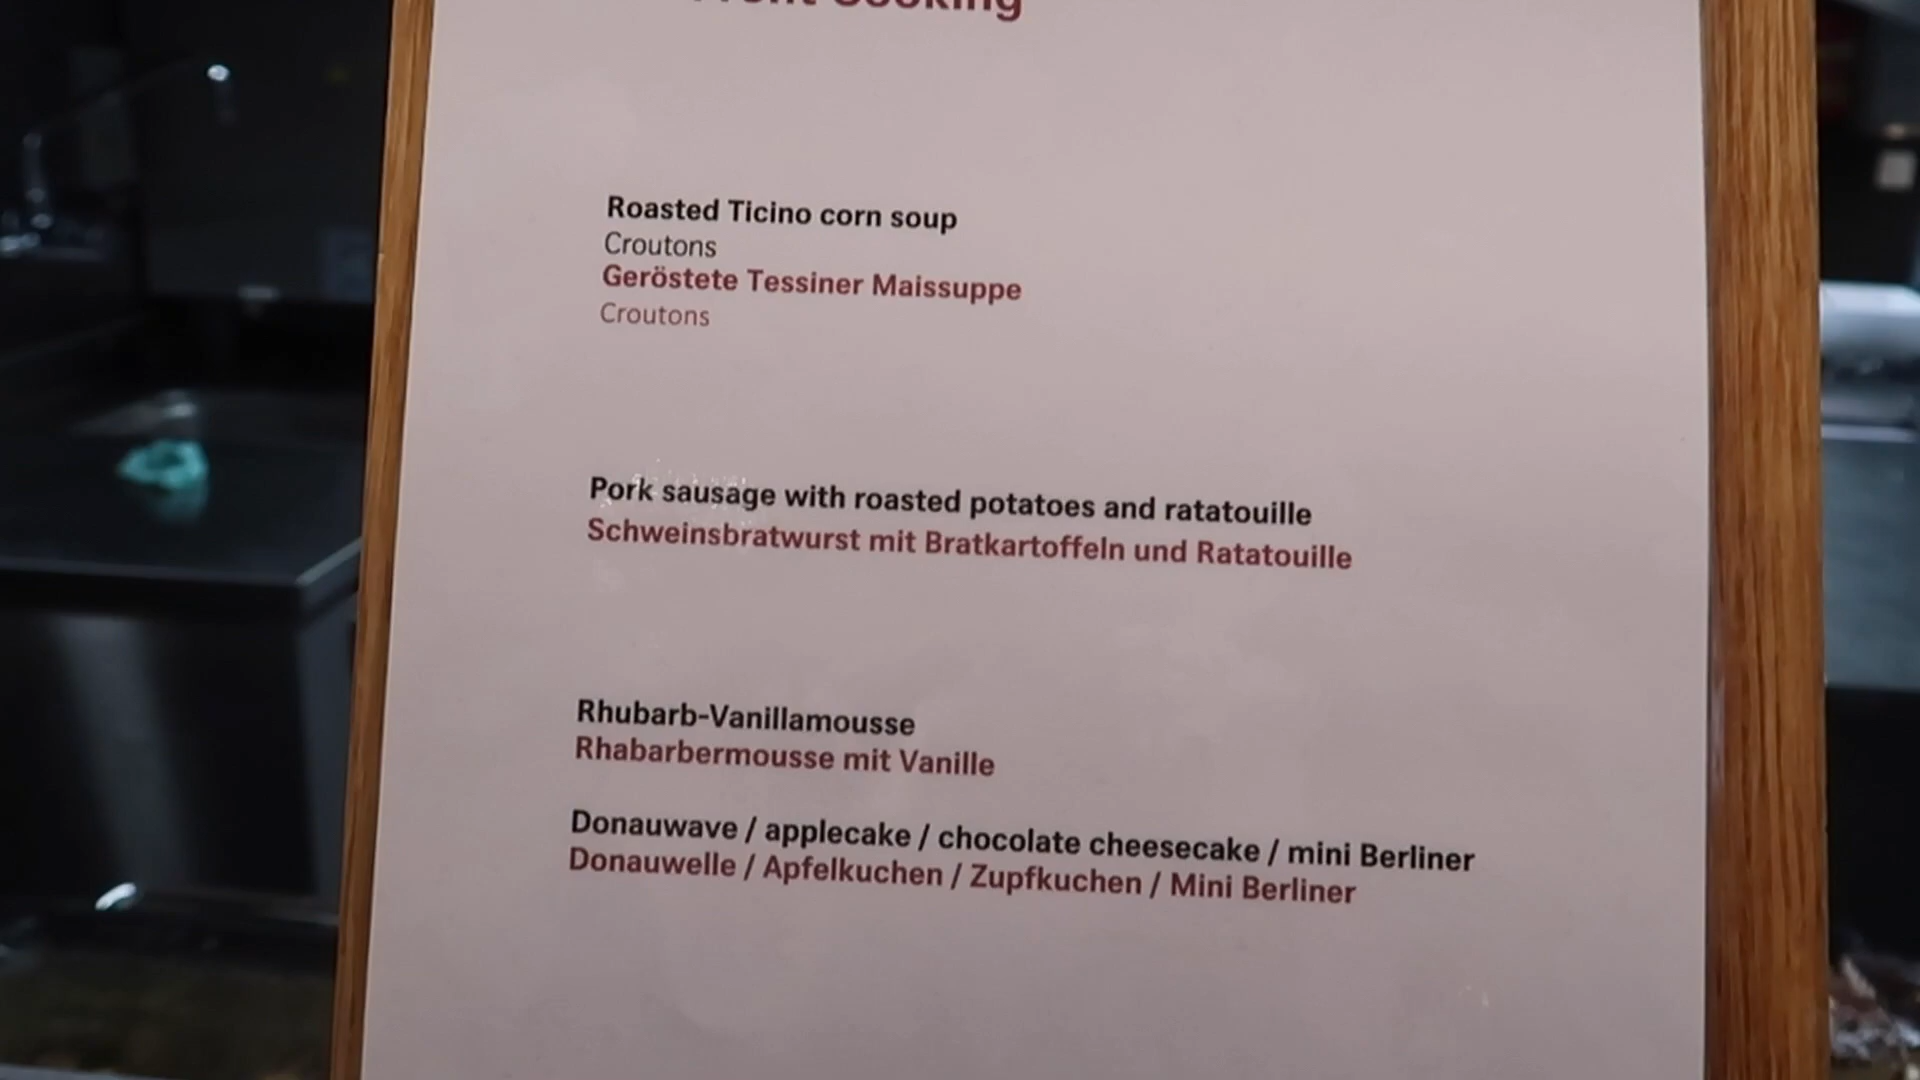 Cooking
Roasted Ticino corn soup
Croutons
Geröstete Tessiner Maissuppe
Croutons
Pork sausage with roasted potatoes and ratatouille
Schweinsbratwurst mit Bratkartoffeln und Ratatouille
Rhubarb-Vanillamousse
Rhabarbermousse mit Vanille
Donauwave / applecake / chocolate cheesecake / mini Berliner
Donauwelle / Apfelkuchen / Zupfkuchen / Mini Berliner